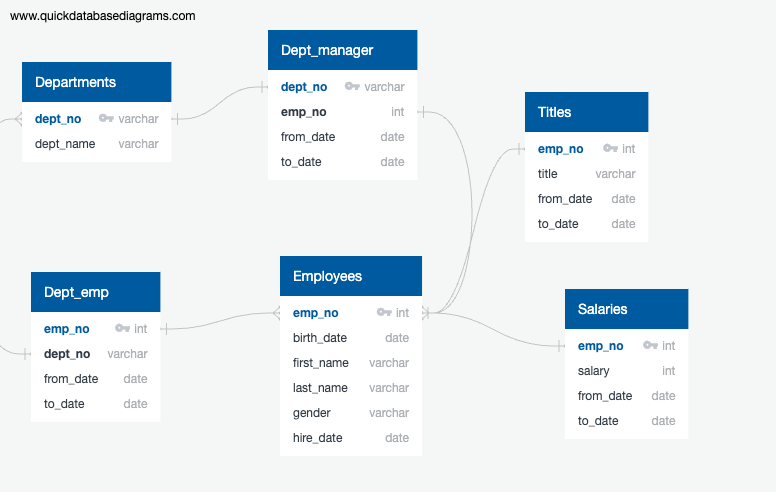 www.quickdatabasediagrams.com
Departments
dept_no varchar
dept_name varchar
Dept_manager
dept_no varchar
emp_no int
from_date date
to_date date
Titles
emp_no int
title varchar
from_date date
to_date date
Dept_emp
emp_no int
dept_no varchar
from_date date
to_date date
Employees
emp_no int
birth_date date
first_name varchar
last_name varchar
gender varchar
hire_date date
Salaries
emp_no int
salary int
from_date date
to_date date